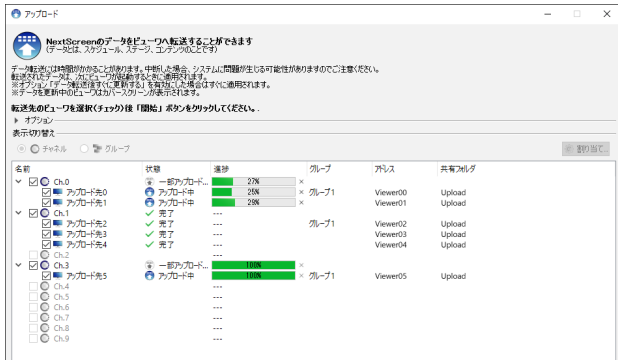 アップロード
NextScreenのデータをビューワへ転送することができます
(データとは、スケジュール、ステージ、コンテンツのことです)
データ転送には時間がかかることがあります。中断した場合、システムに問題が生じる可能性がありますのでご注意ください。
転送されたデータは、次にビューワが起動するときに適用されます。
※オプション「データ転送後すぐに更新する」を有効にした場合はすぐに適用されます。
※データを更新中のビューワはカバースクリーンが表示されます。
転送先のビューワを選択(チェック)後「開始」ボタンをクリックしてください。.
オプション
表示切り替え
チャネル グループ 割り当て...
名前 状態 進捗 グループ アドレス 共有フォルダ
Ch.0 一部アップロード... 27%
アップロード先0 アップロード中 25% グループ1 Viewer00 Upload
アップロード先1 アップロード中 29% Viewer01 Upload
Ch.1 完了 ---
アップロード先2 完了 --- グループ1 Viewer02 Upload
アップロード先3 完了 --- Viewer03 Upload
アップロード先4 完了 --- Viewer04 Upload
Ch.2 ---
Ch.3 一部アップロード... 100%
アップロード先5 アップロード中 100% グループ1 Viewer05 Upload
Ch.4 ---
Ch.5 ---
Ch.6 ---
Ch.7 ---
Ch.8 ---
Ch.9 ---